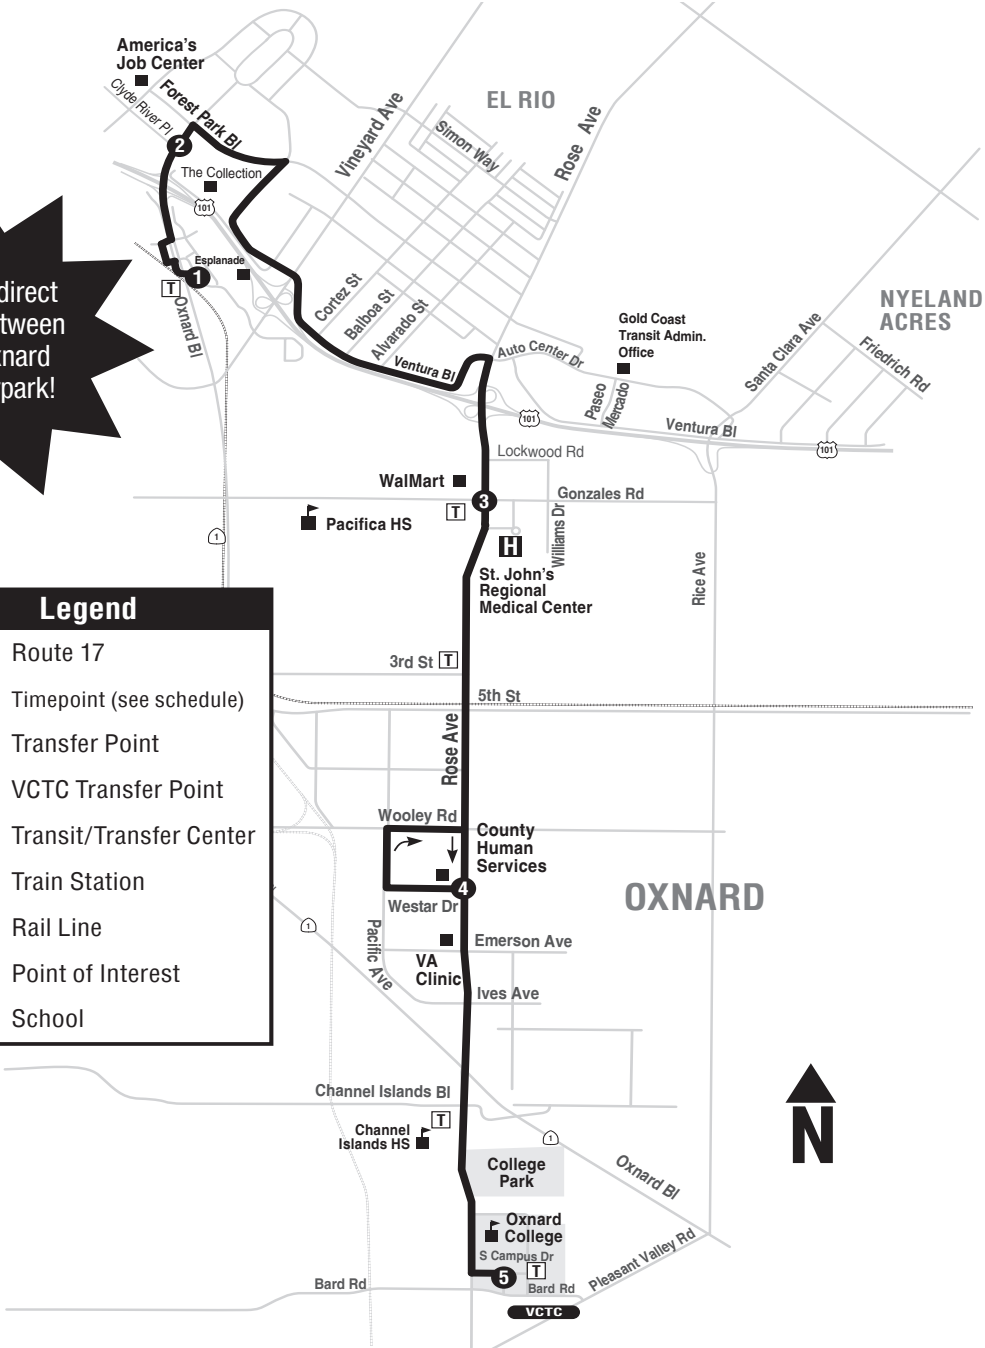 America's
Job Center
Clyde River Pl
Forest Park Bl
2
The Collection
101
Esplanade
1
T
Oxnard Bl
Vineyard Ave
EL RIO
Simon Way
Rose Ave
Cortez St
Balboa St
Alvarado St
Ventura Bl
Auto Center Dr
Gold Coast
Transit Admin.
Office
Paseo
Mercado
NYELAND
ACRES
Santa Clara Ave
Friedrich Rd
101
Ventura Bl
101
direct
tween
nard
rpark!
Lockwood Rd
WalMart
3
Gonzales Rd
T
Pacifica HS
Williams Dr
1
H
St. John's
Regional
Medical Center
Rice Ave
Legend
Route 17
Timepoint (see schedule)
Transfer Point
VCTC Transfer Point
Transit/Transfer Center
Train Station
Rail Line
Point of Interest
School
3rd St
T
5th St
Rose Ave
Wooley Rd
County
Human
Services
4
Westar Dr
OXNARD
1
Pacific Ave
Emerson Ave
VA
Clinic
Ives Ave
Channel Islands Bl
T
Channel
Islands HS
1
N
College
Park
Oxnard Bl
Oxnard
College
S Campus Dr
5
T
Bard Rd
Bard Rd
Pleasant Valley Rd
VCTC